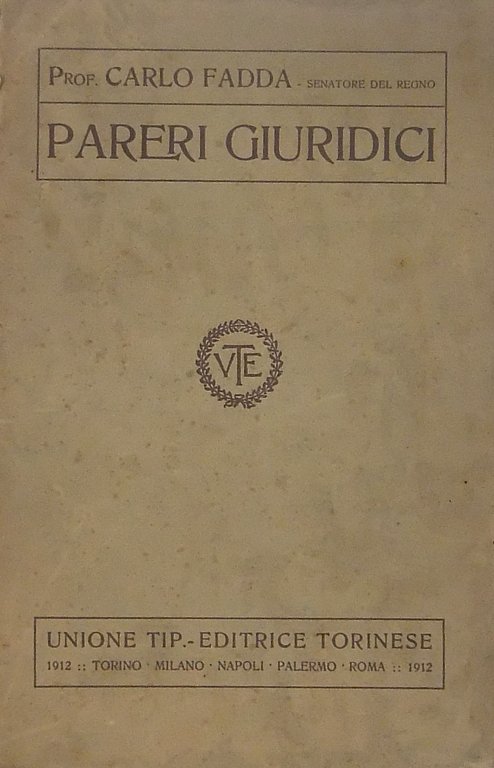 PROF. CARLO FADDA - SENATORE DEL REGNO
PARERI GIURIDICI
VTE
UNIONE TIP.-EDITRICE TORINESE
1912 :: TORINO · MILANO · NAPOLI · PALERMO · ROMA :: 1912